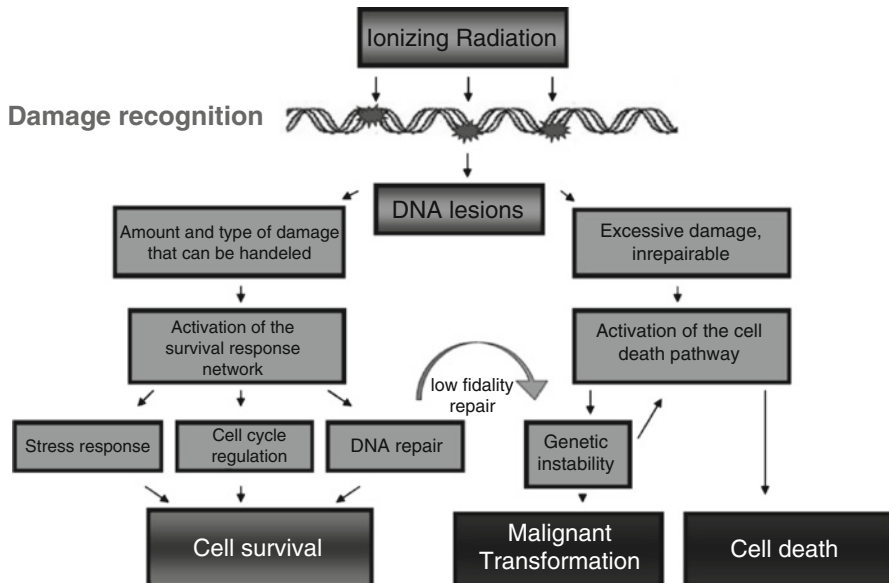 Ionizing Radiation
Damage recognition
DNA lesions
Amount and type of damage
that can be handeled
Excessive damage,
inrepairable
Activation of the
survival response
network
Activation of the cell
death pathway
low fidality
repair
Stress response
Cell cycle
regulation
DNA repair
Genetic
instability
Cell survival
Malignant
Transformation
Cell death